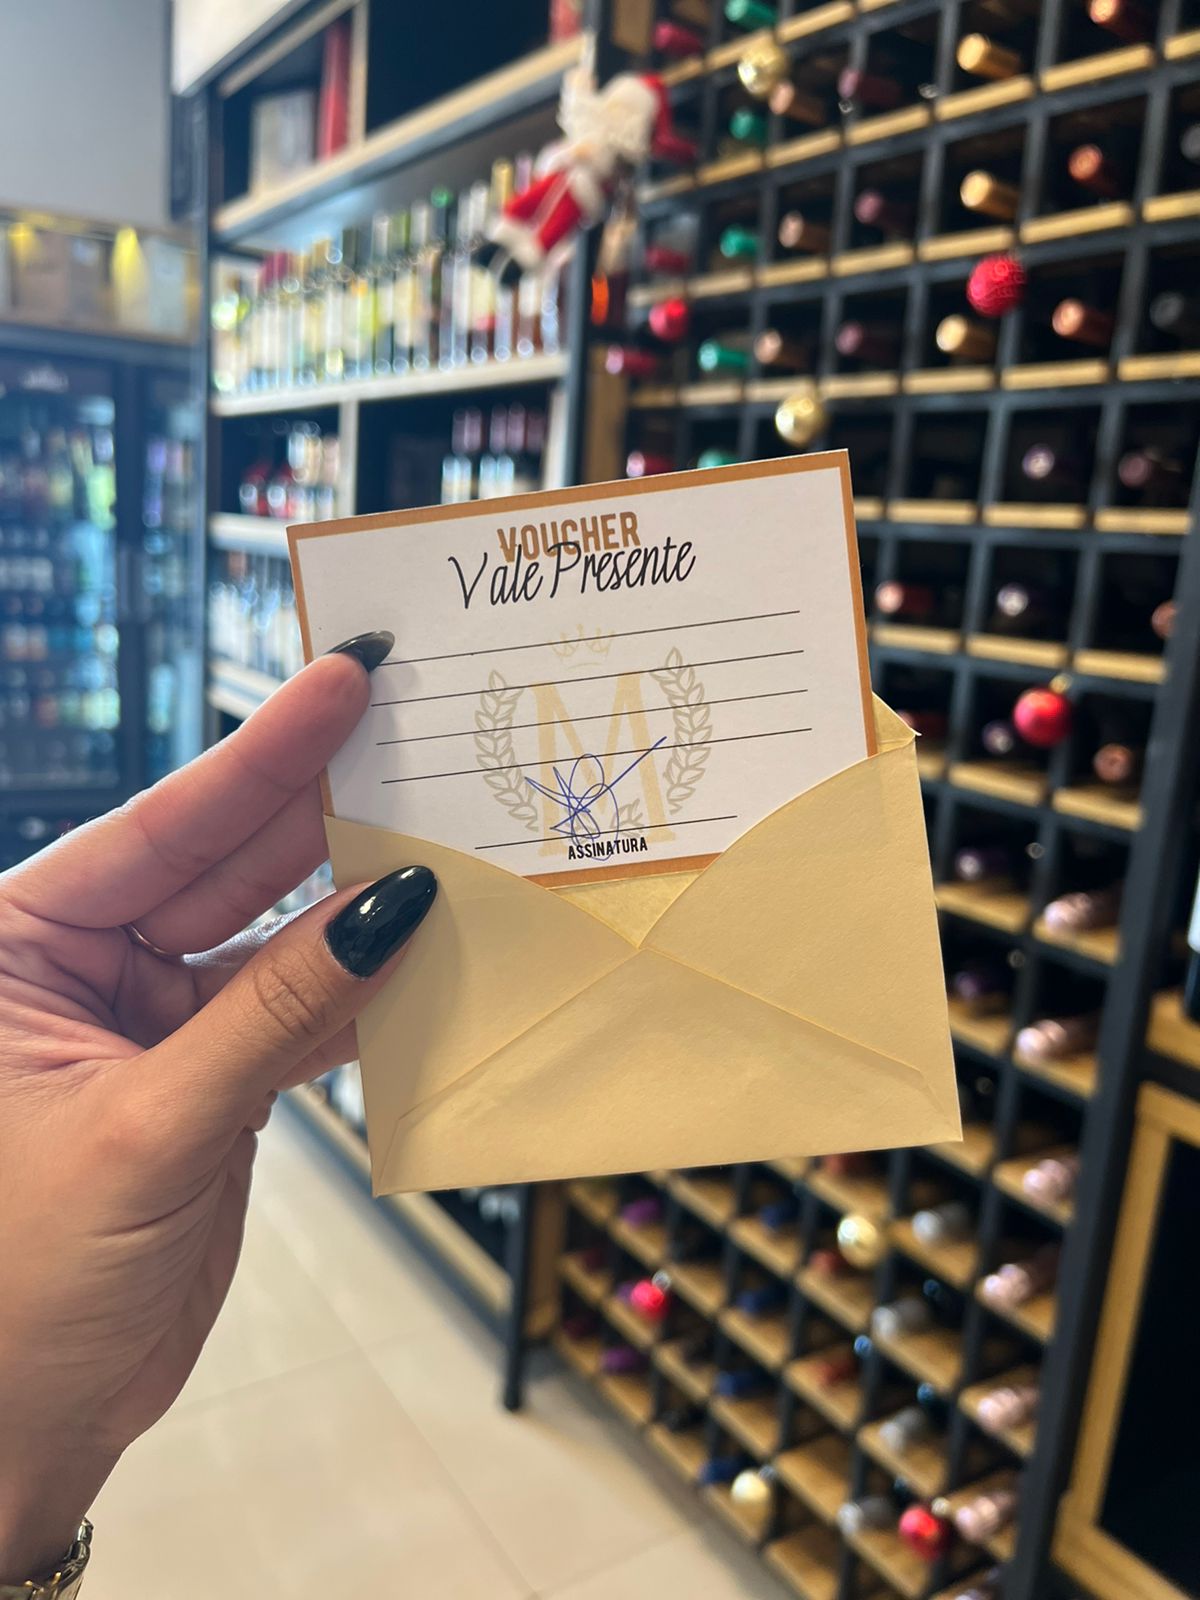 VOUCHER
Vale Presente
M
ASSINATURA